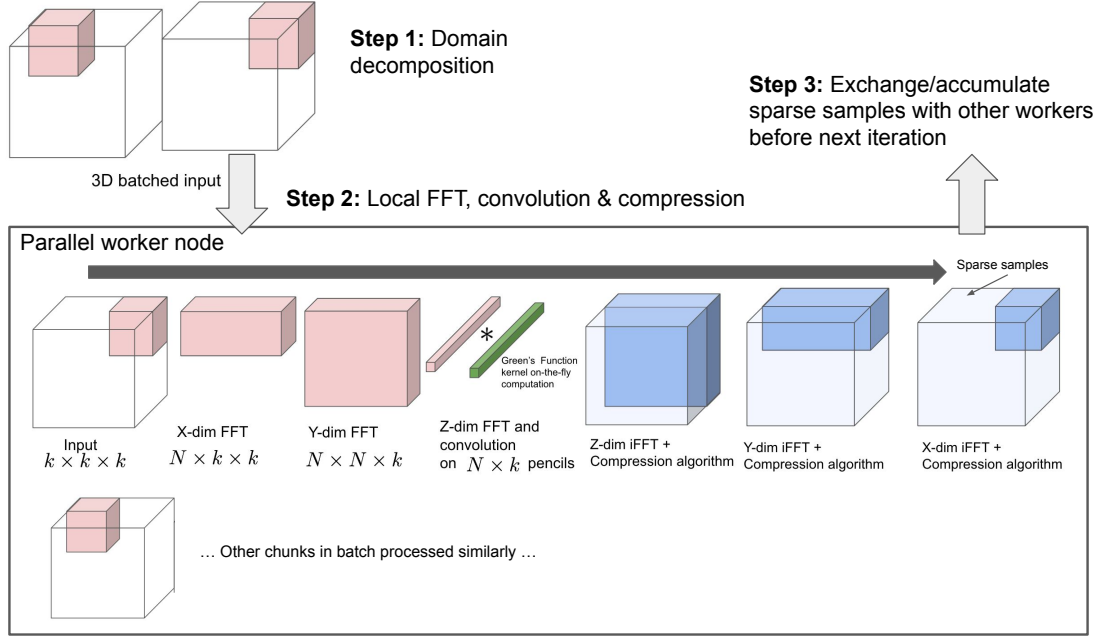 Step 1: Domain
decomposition
Step 3: Exchange/accumulate
sparse samples with other workers
before next iteration
3D batched input
Step 2: Local FFT, convolution & compression
Parallel worker node
Sparse samples
*
Green's Function
kernel on-the-fly
computation
Input
k × k × k
X-dim FFT
N × k × k
Y-dim FFT
N × N × k
Z-dim FFT and
convolution
on N × k pencils
Z-dim iFFT +
Compression algorithm
Y-dim iFFT +
Compression algorithm
X-dim iFFT +
Compression algorithm
... Other chunks in batch processed similarly ...